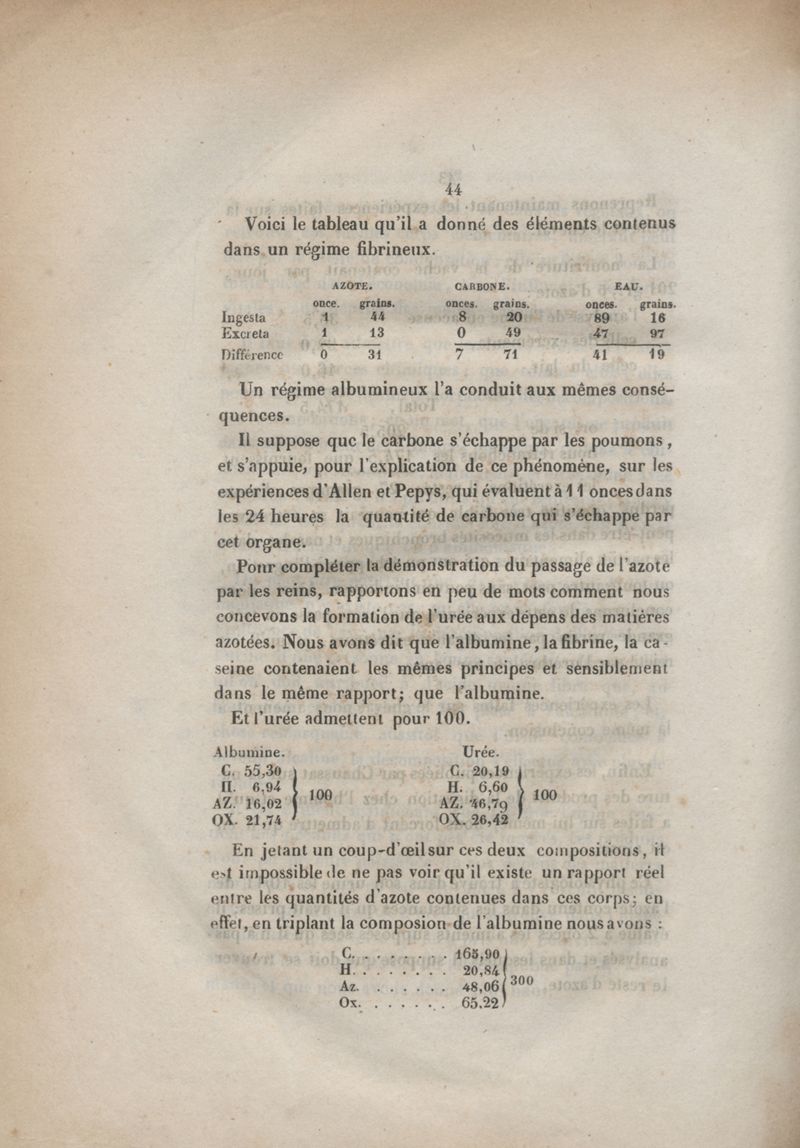 44
Voici le tableau qu'il a donné des éléments contenus
dans un régime fibrineux.
AZOTE. CARBONE. EAU.
once. grains. onces. grains. onces. grains.
Ingesta 1 44 8 20 89 16
Excreta 1 13 0 49 47 97
Différence 0 31 7 71 41 19
Un régime albumineux l'a conduit aux mêmes consé-
quences.
Il suppose que le carbone s'échappe par les poumons,
et s'appuie, pour l'explication de ce phénomène, sur les
expériences d'Allen et Pepys, qui évaluent à 11 onces dans
les 24 heures la quantité de carbone qui s'échappe par
cet organe.
Ponr compléter la démonstration du passage de l'azote
par les reins, rapportons en peu de mots comment nous
concevons la formation de l'urée aux dépens des matières
azotées. Nous avons dit que l'albumine, la fibrine, la ca-
seine contenaient les mêmes principes et sensiblement
dans le même rapport; que l'albumine.
Et l'urée admettent pour 100.
Albumine. Urée.
C. 55,30 C. 20,19
H. 6,94 H. 6,60
100 100
AZ. 16,02 AZ. 46,79
OX. 21,74 OX. 26,42
En jetant un coup-d'œil sur ces deux compositions, il
est impossible de ne pas voir qu'il existe un rapport réel
entre les quantités d'azote contenues dans ces corps; en
effet, en triplant la composion de l'albumine nous avons :
C. . . . . . . . 165,90
H. . . . . . . . 20,84
300
Az. . . . . . . 48,06
Ox. . . . . . . 65,22